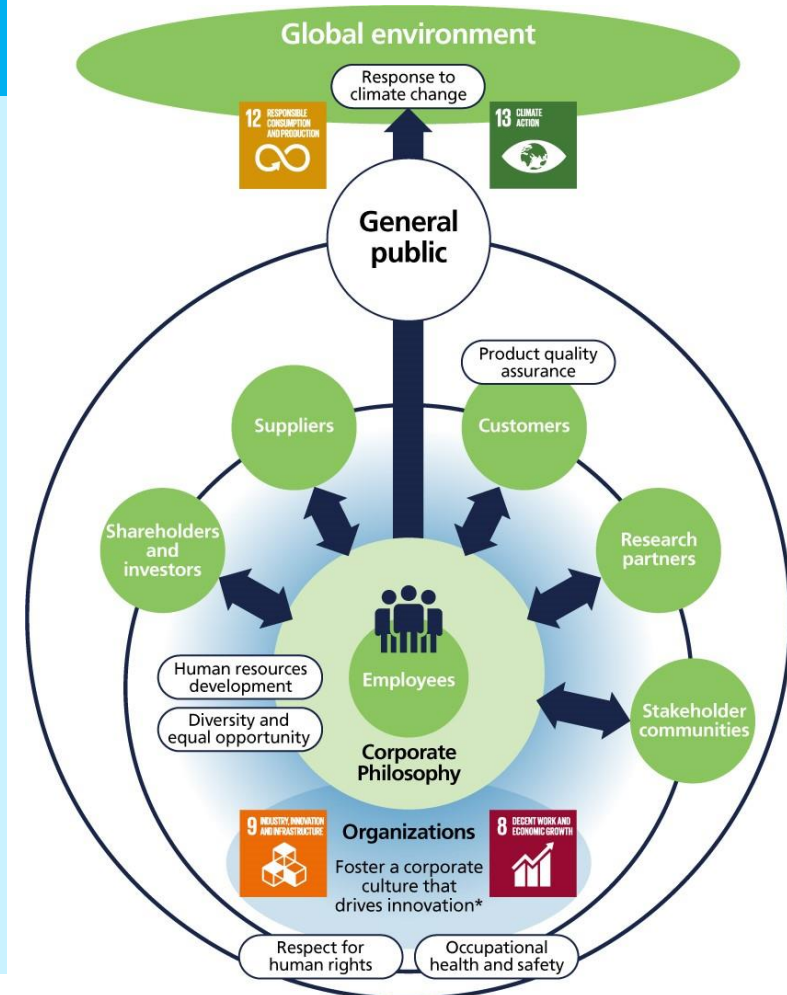 Global environment
Response to
climate change
12 RESPONSIBLE
CONSUMPTION
AND PRODUCTION
13 CLIMATE
ACTION
General
public
Product quality
assurance
Suppliers
Customers
Shareholders
and
investors
Research
partners
Employees
Human resources
development
Diversity and
equal opportunity
Stakeholder
communities
Corporate
Philosophy
9 INDUSTRY, INNOVATION
AND INFRASTRUCTURE
Organizations
8 DECENT WORK AND
ECONOMIC GROWTH
Foster a corporate
culture that
drives innovation*
Respect for
human rights
Occupational
health and safety